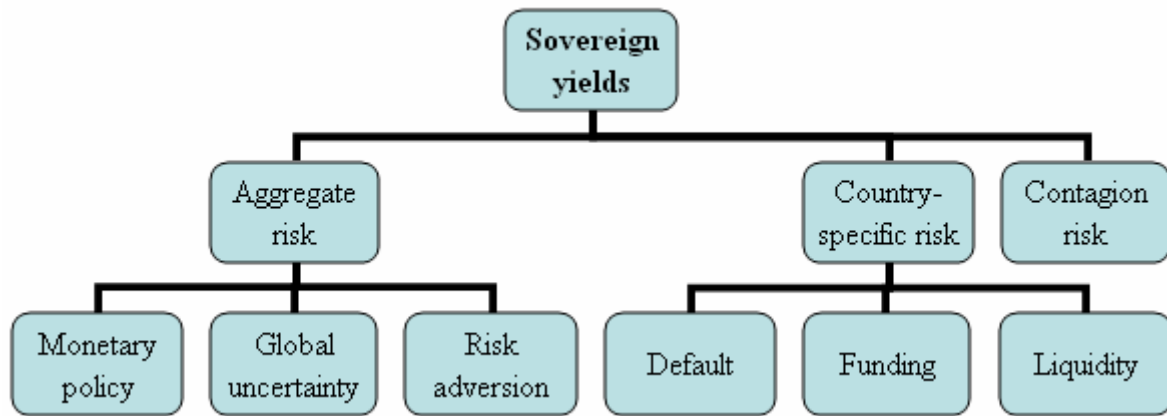 Sovereign
yields
Aggregate
risk
Country-
specific risk
Contagion
risk
Monetary
policy
Global
uncertainty
Risk
adversion
Default
Funding
Liquidity